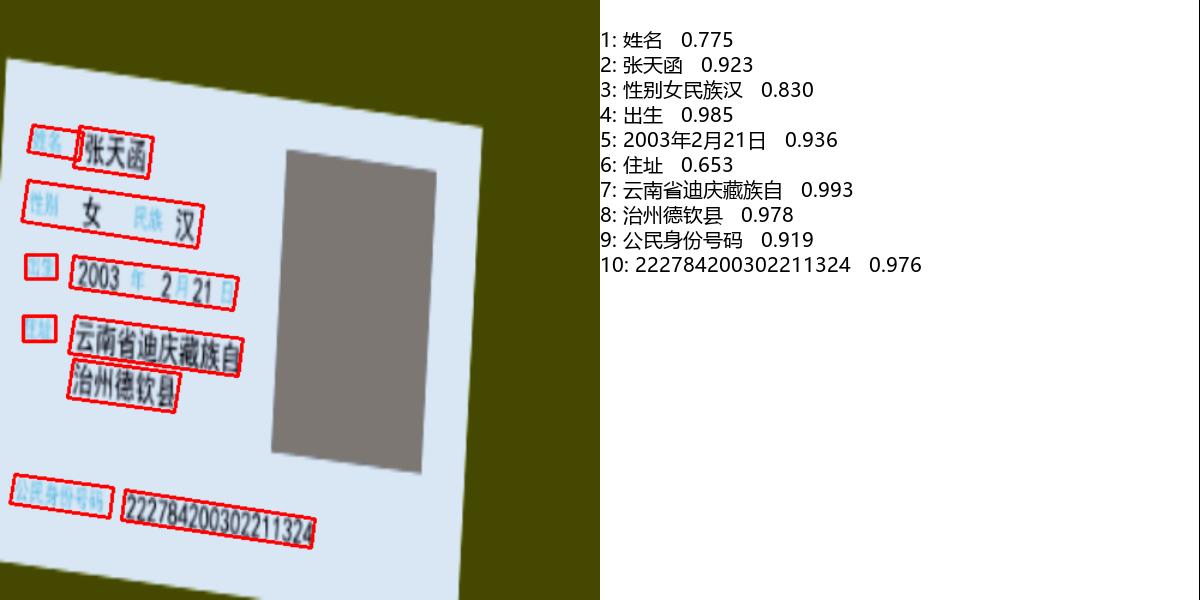 姓名 张天函
性别 女 民族 汉
出生 2003 年 2 月 21 日
住址 云南省迪庆藏族自
治州德钦县
公民身份号码 222784200302211324
1: 姓名 0.775
2: 张天函 0.923
3: 性别女民族汉 0.830
4: 出生 0.985
5: 2003年2月21日 0.936
6: 住址 0.653
7: 云南省迪庆藏族自 0.993
8: 治州德钦县 0.978
9: 公民身份号码 0.919
10: 222784200302211324 0.976